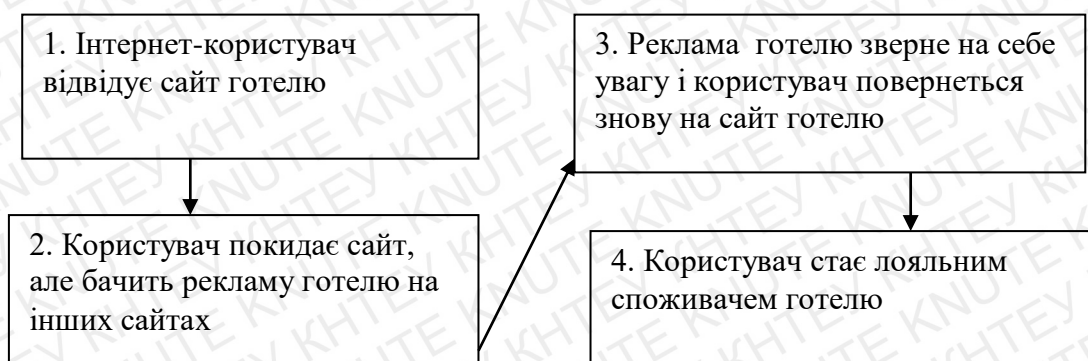 1. Інтернет-користувач
відвідує сайт готелю
2. Користувач покидає сайт,
але бачить рекламу готелю на
інших сайтах
3. Реклама готелю зверне на себе
увагу і користувач повернеться
знову на сайт готелю
4. Користувач стає лояльним
споживачем готелю